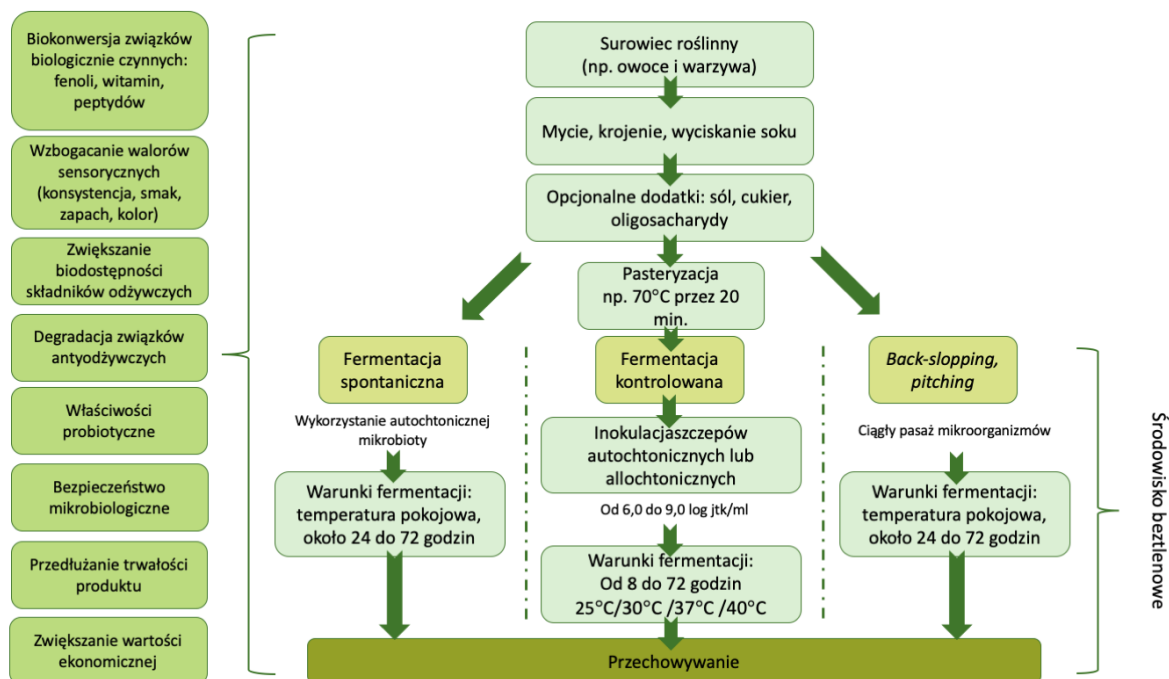 Biokonwersja związków
biologicznie czynnych:
fenoli, witamin,
peptydów
Wzbogacanie walorów
sensorycznych
(konsystencja, smak,
zapach, kolor)
Zwiększanie
biodostępności
składników odżywczych
Degradacja związków
antyodżywczych
Właściwości
probiotyczne
Bezpieczeństwo
mikrobiologiczne
Przedłużanie trwałości
produktu
Zwiększanie wartości
ekonomicznej
Surowiec roślinny
(np. owoce i warzywa)
Mycie, krojenie, wyciskanie soku
Opcjonalne dodatki: sól, cukier,
oligosacharydy
Pasteryzacja
np. 70°C przez 20
min.
Fermentacja
spontaniczna
Wykorzystanie autochtonicznej
mikrobioty
Warunki fermentacji:
temperatura pokojowa,
około 24 do 72 godzin
Fermentacja
kontrolowana
Inokulacjaszczepów
autochtonicznych lub
allochtonicznych
Od 6,0 do 9,0 log jtk/ml
Warunki fermentacji:
Od 8 do 72 godzin
25°C/30°C /37°C /40°C
Back-slopping,
pitching
Ciągły pasaż mikroorganizmów
Warunki fermentacji:
temperatura pokojowa,
około 24 do 72 godzin
Przechowywanie
Środowisko beztlenowe